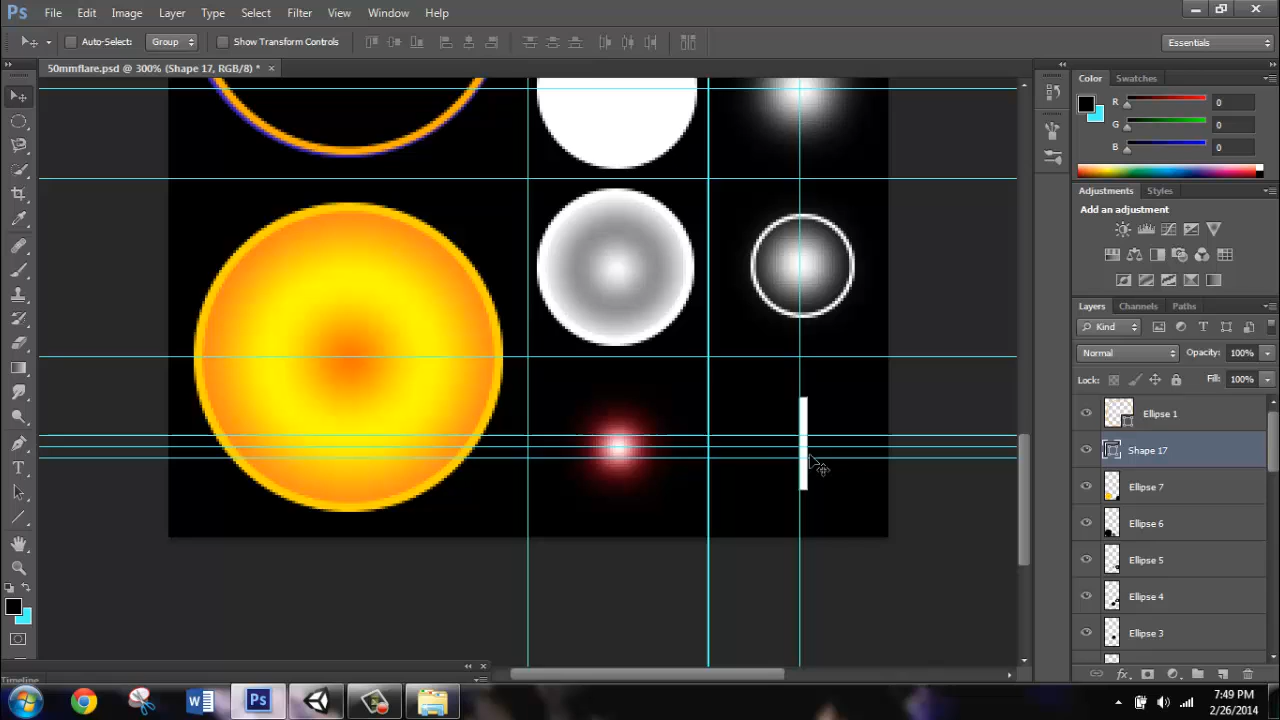 Ps File Edit Image Layer Type Select Filter View Window Help
Auto-Select: Group Show Transform Controls Essentials
50mmflare.psd @ 300% (Shape 17, RGB/8) * ×
Color Swatches
R 0
G 0
B 0
Adjustments Styles
Add an adjustment
Layers Channels Paths
Kind
Normal Opacity: 100%
Lock: Fill: 100%
Ellipse 1
Shape 17
Ellipse 7
Ellipse 6
Ellipse 5
Ellipse 4
Ellipse 3
Timeline
7:49 PM
2/26/2014